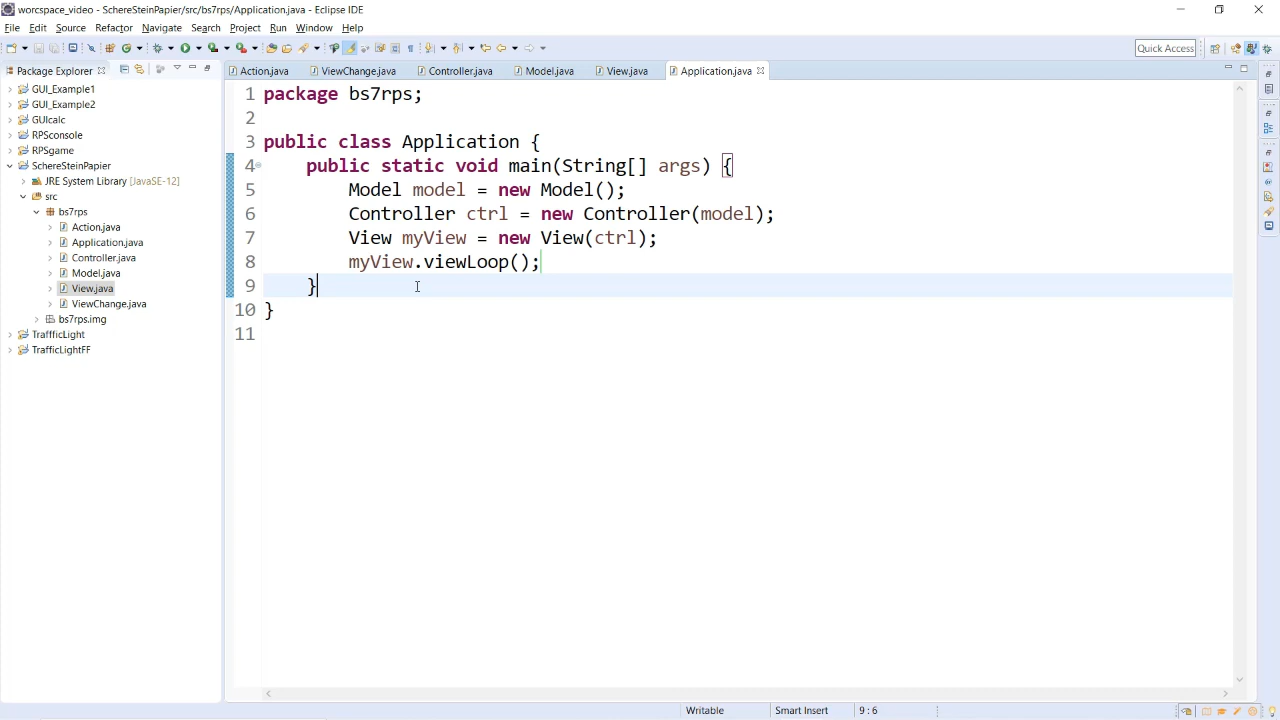 worcspace_video - SchereSteinPapier/src/bs7rps/Application.java - Eclipse IDE
File Edit Source Refactor Navigate Search Project Run Window Help
Quick Access
Package Explorer
Action.java ViewChange.java Controller.java Model.java View.java Application.java
GUI_Example1
GUI_Example2
GUIcalc
RPSconsole
RPSgame
SchereSteinPapier
JRE System Library [JavaSE-12]
src
bs7rps
Action.java
Application.java
Controller.java
Model.java
View.java
ViewChange.java
bs7rps.img
TraffficLight
TrafficLightFF
1 package bs7rps;
2
3 public class Application {
4 public static void main(String[] args) {
5 Model model = new Model();
6 Controller ctrl = new Controller(model);
7 View myView = new View(ctrl);
8 myView.viewLoop();
9 }
10 }
11
Writable Smart Insert 9 : 6